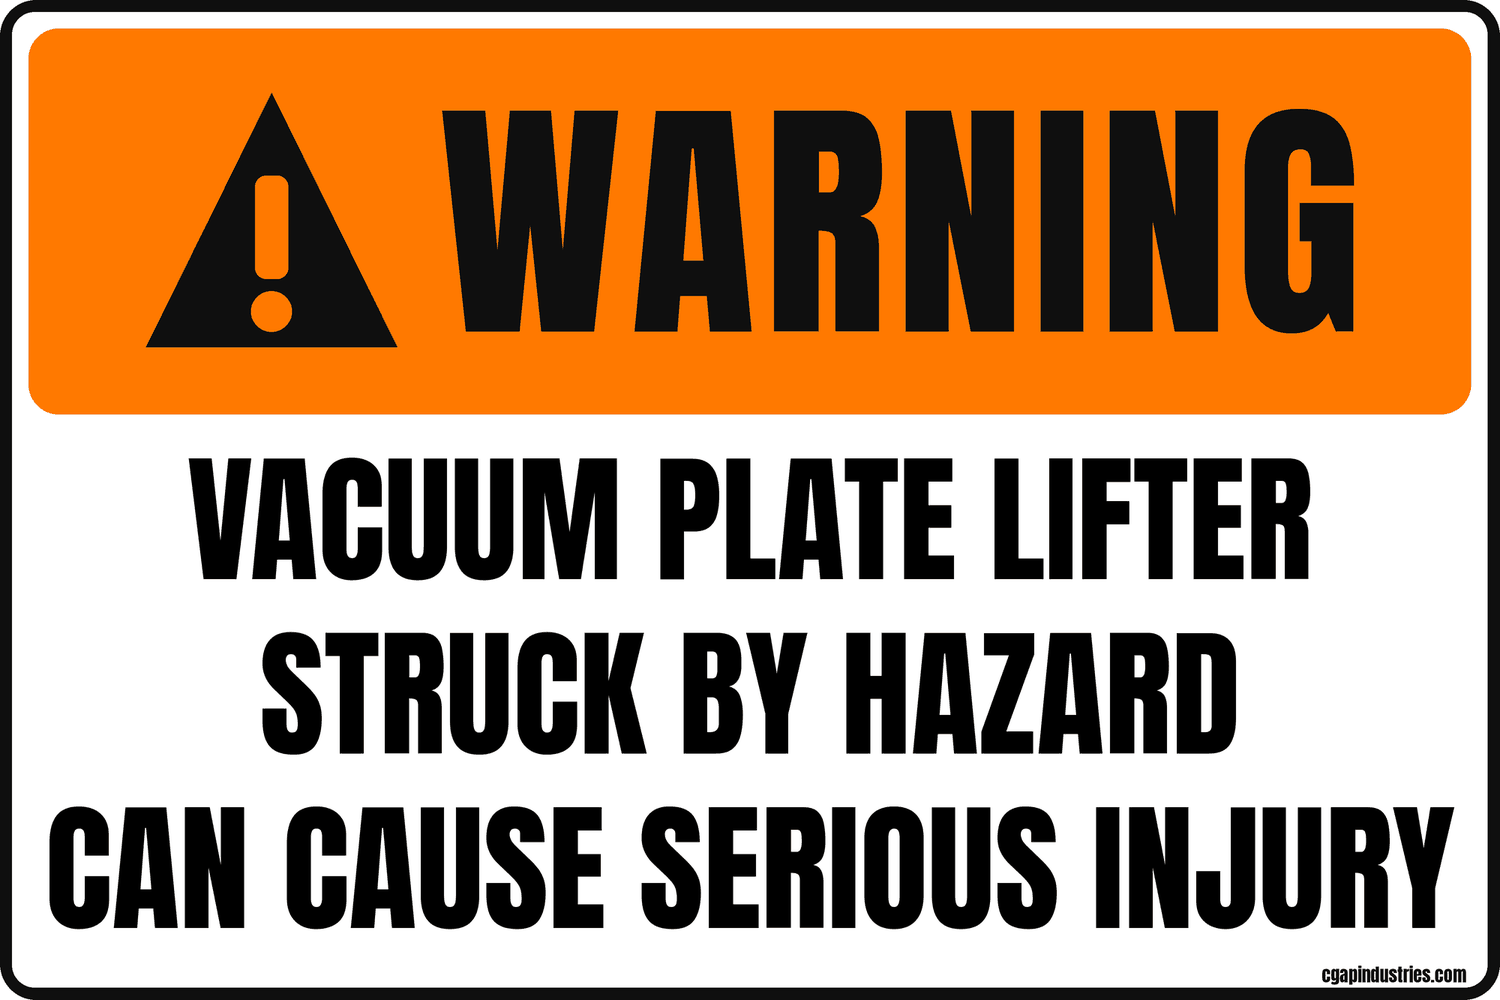 WARNING
VACUUM PLATE LIFTER
STRUCK BY HAZARD
CAN CAUSE SERIOUS INJURY
cgapindustries.com